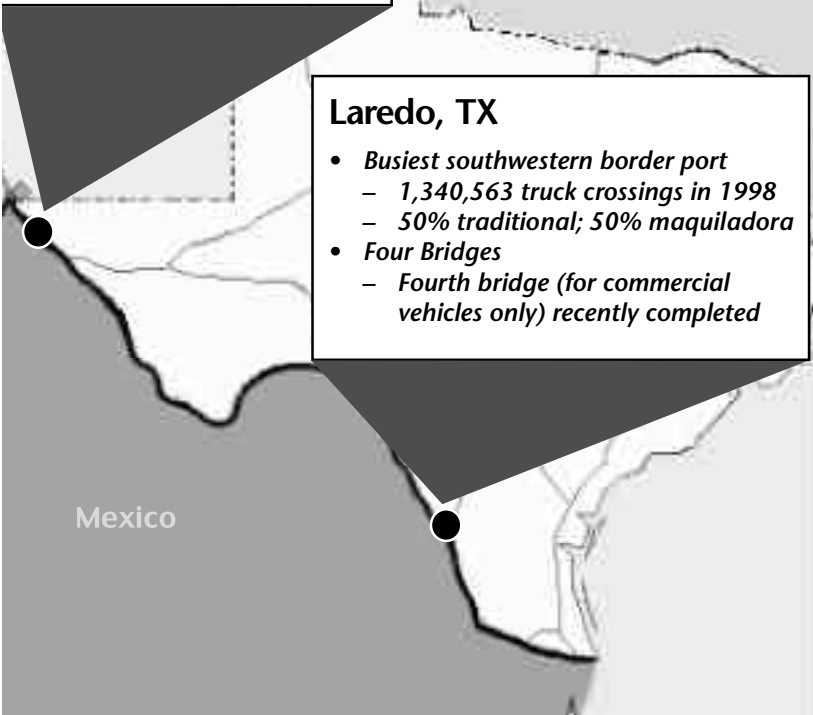 Laredo, TX
• Busiest southwestern border port
– 1,340,563 truck crossings in 1998
– 50% traditional; 50% maquiladora
• Four Bridges
– Fourth bridge (for commercial
vehicles only) recently completed
Mexico